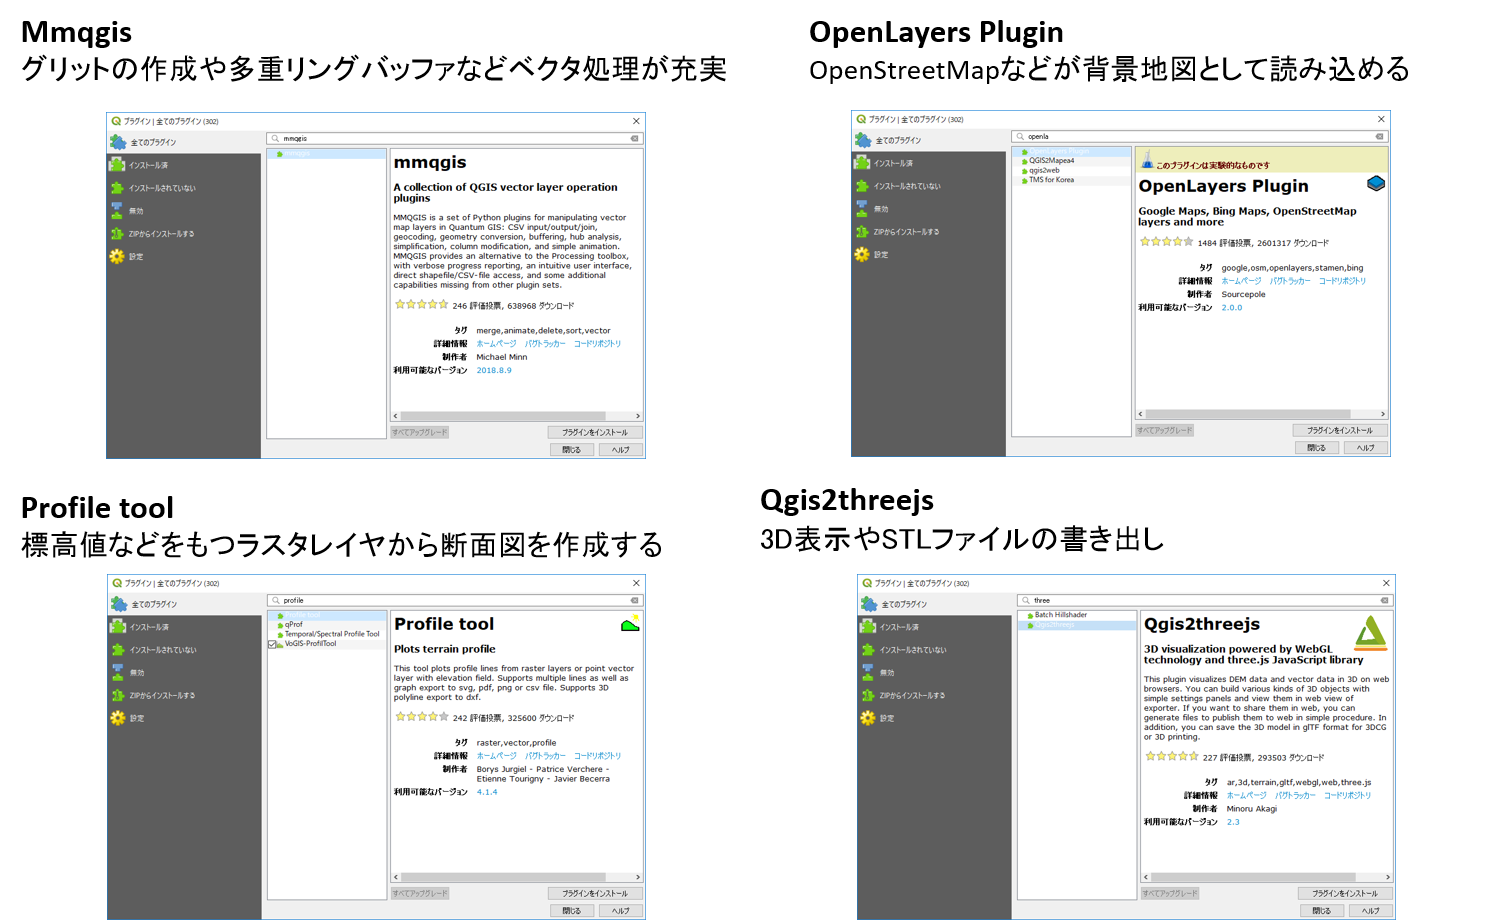 Mmqgis
グリットの作成や多重リングバッファなどベクタ処理が充実
プラグイン | 全てのプラグイン (302)
全てのプラグイン
インストール済
インストールされていない
無効
ZIPからインストールする
設定
mmqgis
mmqgis
mmqgis
A collection of QGIS vector layer operation
plugins
MMQGIS is a set of Python plugins for manipulating vector
map layers in Quantum GIS: CSV input/output/join,
geocoding, geometry conversion, buffering, hub analysis,
simplification, column modification, and simple animation.
MMQGIS provides an alternative to the Processing toolbox,
with verbose progress reporting, an intuitive user interface,
direct shapefile/CSV-file access, and some additional
capabilities missing from other plugin sets.
246 評価投票, 638968 ダウンロード
タグ merge,animate,delete,sort,vector
詳細情報 ホームページ バグトラッカー コードリポジトリ
制作者 Michael Minn
利用可能なバージョン 2018.8.9
すべてアップグレード プラグインをインストール
閉じる ヘルプ
OpenLayers Plugin
OpenStreetMapなどが背景地図として読み込める
プラグイン | 全てのプラグイン (302)
全てのプラグイン
インストール済
インストールされていない
無効
ZIPからインストールする
設定
openla
OpenLayers Plugin
QGIS2Mapea4
qgis2web
TMS for Korea
このプラグインは実験的なものです
OpenLayers Plugin
Google Maps, Bing Maps, OpenStreetMap
layers and more
1484 評価投票, 2601317 ダウンロード
タグ google,osm,openlayers,stamen,bing
詳細情報 ホームページ バグトラッカー コードリポジトリ
制作者 Sourcepole
利用可能なバージョン 2.0.0
すべてアップグレード プラグインをインストール
閉じる ヘルプ
Profile tool
標高値などをもつラスタレイヤから断面図を作成する
プラグイン | 全てのプラグイン (302)
全てのプラグイン
インストール済
インストールされていない
無効
ZIPからインストールする
設定
profile
Profile tool
qProf
Temporal/Spectral Profile Tool
VoGIS-ProfilTool
Profile tool
Plots terrain profile
This tool plots profile lines from raster layers or point vector
layer with elevation field. Supports multiple lines as well as
graph export to svg, pdf, png or csv file. Supports 3D
polyline export to dxf.
242 評価投票, 325600 ダウンロード
タグ raster,vector,profile
詳細情報 ホームページ バグトラッカー コードリポジトリ
制作者 Borys Jurgiel - Patrice Verchere -
Etienne Tourigny - Javier Becerra
利用可能なバージョン 4.1.4
すべてアップグレード プラグインをインストール
閉じる ヘルプ
Qgis2threejs
3D表示やSTLファイルの書き出し
プラグイン | 全てのプラグイン (302)
全てのプラグイン
インストール済
インストールされていない
無効
ZIPからインストールする
設定
three
Batch Hillshader
Qgis2threejs
Qgis2threejs
3D visualization powered by WebGL
technology and three.js JavaScript library
This plugin visualizes DEM data and vector data in 3D on web
browsers. You can build various kinds of 3D objects with
simple settings panels and view them in web view of
exporter. If you want to share them in web, you can
generate files to publish them to web in simple procedure. In
addition, you can save the 3D model in glTF format for 3DCG
or 3D printing.
227 評価投票, 293503 ダウンロード
タグ ar,3d,terrain,gltf,webgl,web,three.js
詳細情報 ホームページ バグトラッカー コードリポジトリ
制作者 Minoru Akagi
利用可能なバージョン 2.3
すべてアップグレード プラグインをインストール
閉じる ヘルプ